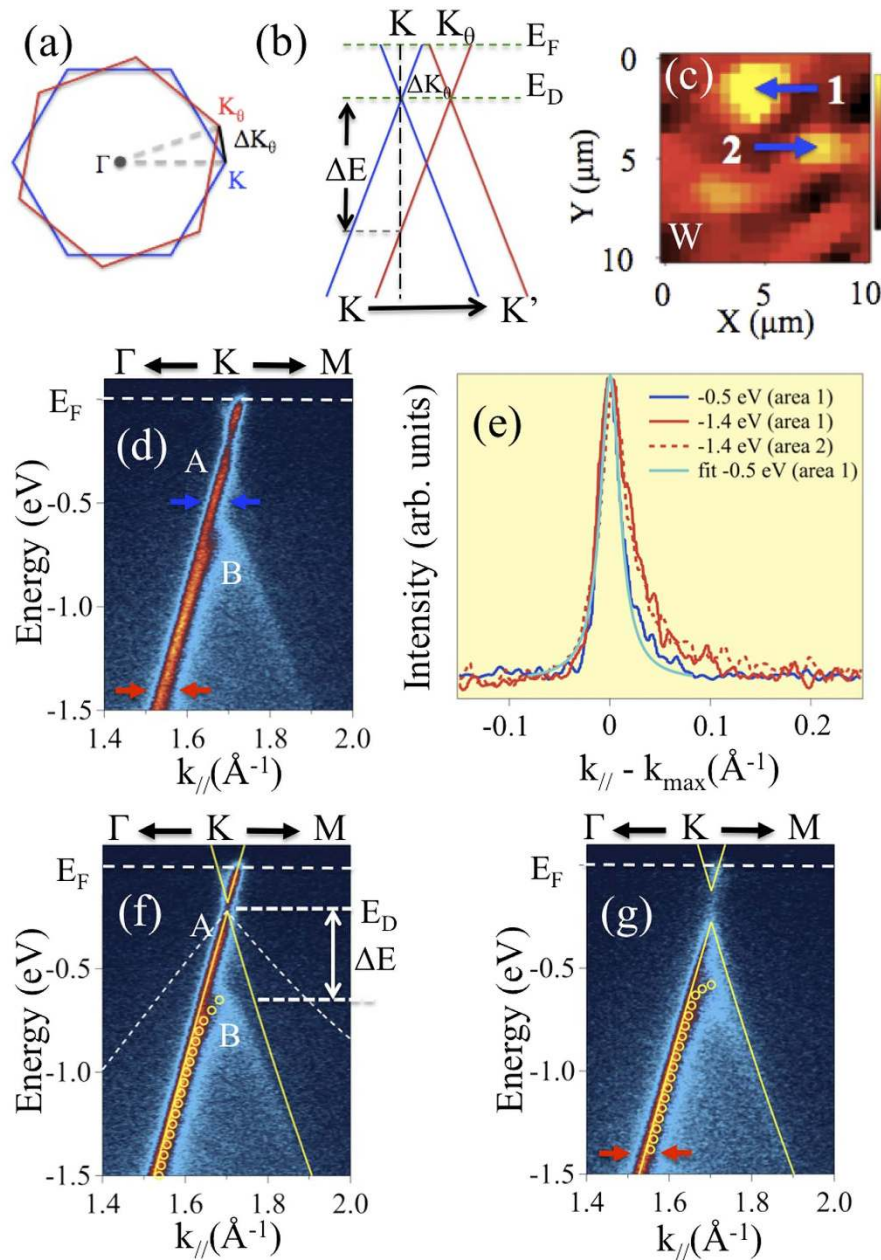 (a)
K_θ
ΔK_θ
Γ
K
(b)
K K_θ E_F
ΔK_θ
E_D
ΔE
K K’
(c)
0
5
10
Y (μm)
1
2
W
0 5 10
X (μm)
Γ K M
E_F
(d)
A
B
-0.5
-1.0
-1.5
Energy (eV)
1.4 1.6 1.8 2.0
k_//(Å⁻¹)
(e)
-0.5 eV (area 1)
-1.4 eV (area 1)
-1.4 eV (area 2)
fit -0.5 eV (area 1)
Intensity (arb. units)
-0.1 0 0.1 0.2
k_// - k_max(Å⁻¹)
Γ K M
E_F
(f)
A
B
E_D
ΔE
-0.5
-1.0
-1.5
Energy (eV)
1.4 1.6 1.8 2.0
k_//(Å⁻¹)
Γ K M
E_F
(g)
-0.5
-1.0
-1.5
Energy (eV)
1.4 1.6 1.8 2.0
k_//(Å⁻¹)